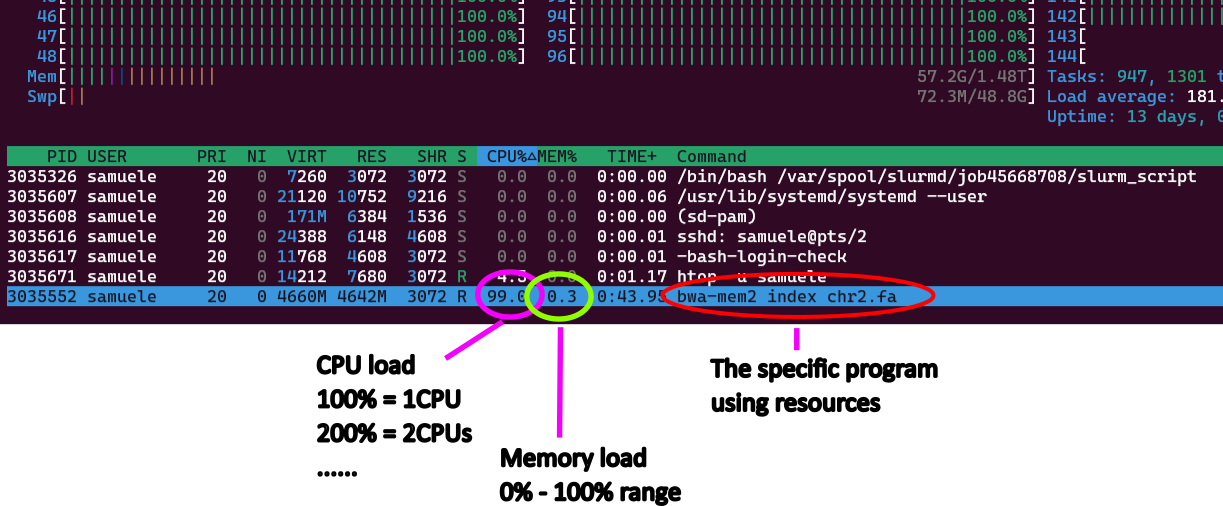 46[ 100.0%] 94[ 100.0%] 142[
47[ 100.0%] 95[ 100.0%] 143[
48[ 100.0%] 96[ 100.0%] 144[
Mem[ 57.2G/1.48T] Tasks: 947, 1301 t
Swp[ 72.3M/48.8G] Load average: 181.
Uptime: 13 days, 0
PID USER PRI NI VIRT RES SHR S CPU%△MEM% TIME+ Command
3035326 samuele 20 0 7260 3072 3072 S 0.0 0.0 0:00.00 /bin/bash /var/spool/slurmd/job45668708/slurm_script
3035607 samuele 20 0 21120 10752 9216 S 0.0 0.0 0:00.06 /usr/lib/systemd/systemd --user
3035608 samuele 20 0 171M 6384 1536 S 0.0 0.0 0:00.00 (sd-pam)
3035616 samuele 20 0 24388 6148 4608 S 0.0 0.0 0:00.01 sshd: samuele@pts/2
3035617 samuele 20 0 11768 4608 3072 S 0.0 0.0 0:00.01 -bash-login-check
3035671 samuele 20 0 14212 7680 3072 R 0.0 0:01.17 htop -u samuele
3035552 samuele 20 0 4660M 4642M 3072 R 99.0 0.3 0:43.95 bwa-mem2 index chr2.fa
CPU load
100% = 1CPU
200% = 2CPUs
......
Memory load
0% - 100% range
The specific program
using resources